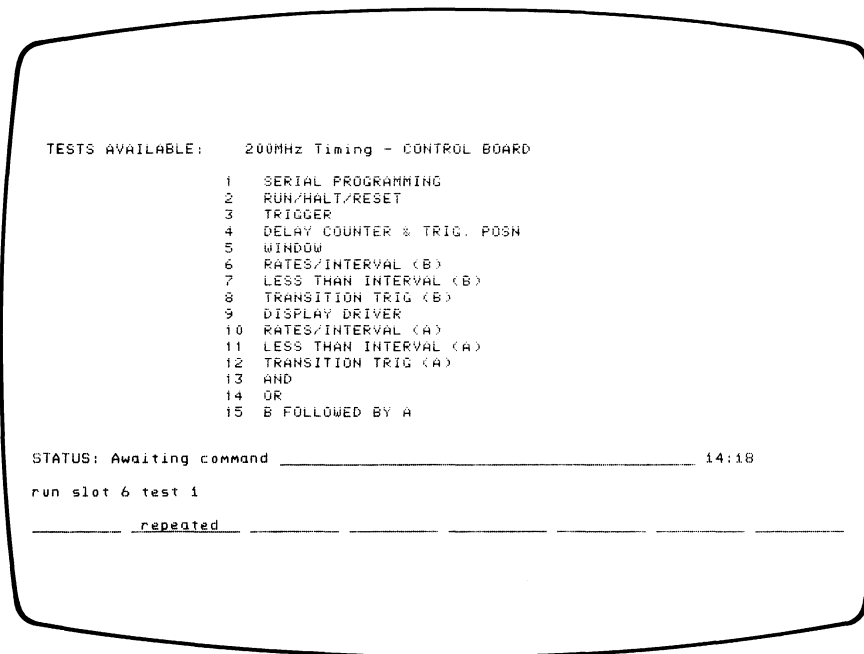 TESTS AVAILABLE: 200MHz Timing - CONTROL BOARD
1 SERIAL PROGRAMMING
2 RUN/HALT/RESET
3 TRIGGER
4 DELAY COUNTER & TRIG. POSN
5 WINDOW
6 RATES/INTERVAL (B)
7 LESS THAN INTERVAL (B)
8 TRANSITION TRIG (B)
9 DISPLAY DRIVER
10 RATES/INTERVAL (A)
11 LESS THAN INTERVAL (A)
12 TRANSITION TRIG (A)
13 AND
14 OR
15 B FOLLOWED BY A
STATUS: Awaiting command 14:18
run slot 6 test 1
repeated